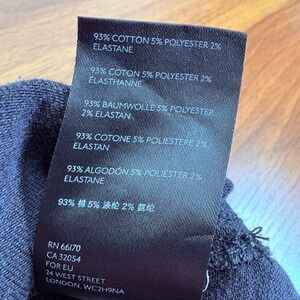 93% COTTON 5% POLYESTER 2%
ELASTANE
93% COTON 5% POLYESTER 2%
ELASTHANNE
93% BAUMWOLLE 5% POLYESTER
2% ELASTAN
93% COTONE 5% POLIESTERE 2%
ELASTAN
93% ALGODÓN 5% POLIÉSTER 2%
ELASTANE
93% 棉 5% 涤纶 2% 氨纶
RN 66170
CA 32054
FOR EU
24 WEST STREET
LONDON, WC2H9NA